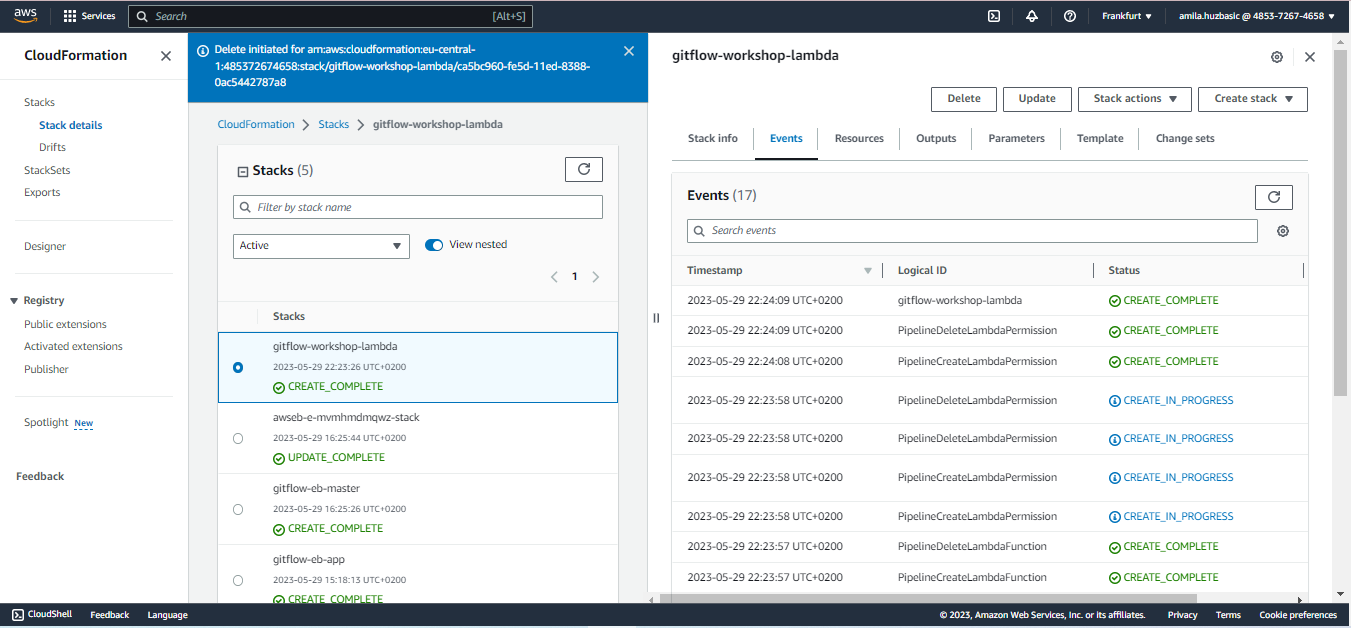 aws
Services
Search
[Alt+S]
Frankfurt
amila.huzbasic @ 4853-7267-4658
CloudFormation
Stacks
Stack details
Drifts
StackSets
Exports
Designer
Registry
Public extensions
Activated extensions
Publisher
Spotlight New
Feedback
Delete initiated for arn:aws:cloudformation:eu-central-
1:485372674658:stack/gitflow-workshop-lambda/ca5bc960-fe5d-11ed-8388-
0ac5442787a8
CloudFormation
Stacks
gitflow-workshop-lambda
Stacks (5)
Filter by stack name
Active
View nested
1
Stacks
gitflow-workshop-lambda
2023-05-29 22:23:26 UTC+0200
CREATE_COMPLETE
awseb-e-mvmhmdmqwz-stack
2023-05-29 16:25:44 UTC+0200
UPDATE_COMPLETE
gitflow-eb-master
2023-05-29 16:25:26 UTC+0200
CREATE_COMPLETE
gitflow-eb-app
2023-05-29 15:18:13 UTC+0200
CREATE_COMPLETE
gitflow-workshop-lambda
Delete
Update
Stack actions
Create stack
Stack info
Events
Resources
Outputs
Parameters
Template
Change sets
Events (17)
Search events
Timestamp Logical ID Status
2023-05-29 22:24:09 UTC+0200 gitflow-workshop-lambda CREATE_COMPLETE
2023-05-29 22:24:09 UTC+0200 PipelineDeleteLambdaPermission CREATE_COMPLETE
2023-05-29 22:24:08 UTC+0200 PipelineCreateLambdaPermission CREATE_COMPLETE
2023-05-29 22:23:58 UTC+0200 PipelineDeleteLambdaPermission CREATE_IN_PROGRESS
2023-05-29 22:23:58 UTC+0200 PipelineDeleteLambdaPermission CREATE_IN_PROGRESS
2023-05-29 22:23:58 UTC+0200 PipelineCreateLambdaPermission CREATE_IN_PROGRESS
2023-05-29 22:23:58 UTC+0200 PipelineCreateLambdaPermission CREATE_IN_PROGRESS
2023-05-29 22:23:57 UTC+0200 PipelineDeleteLambdaFunction CREATE_COMPLETE
2023-05-29 22:23:57 UTC+0200 PipelineCreateLambdaFunction CREATE_COMPLETE
CloudShell
Feedback
Language
© 2023, Amazon Web Services, Inc. or its affiliates.
Privacy
Terms
Cookie preferences